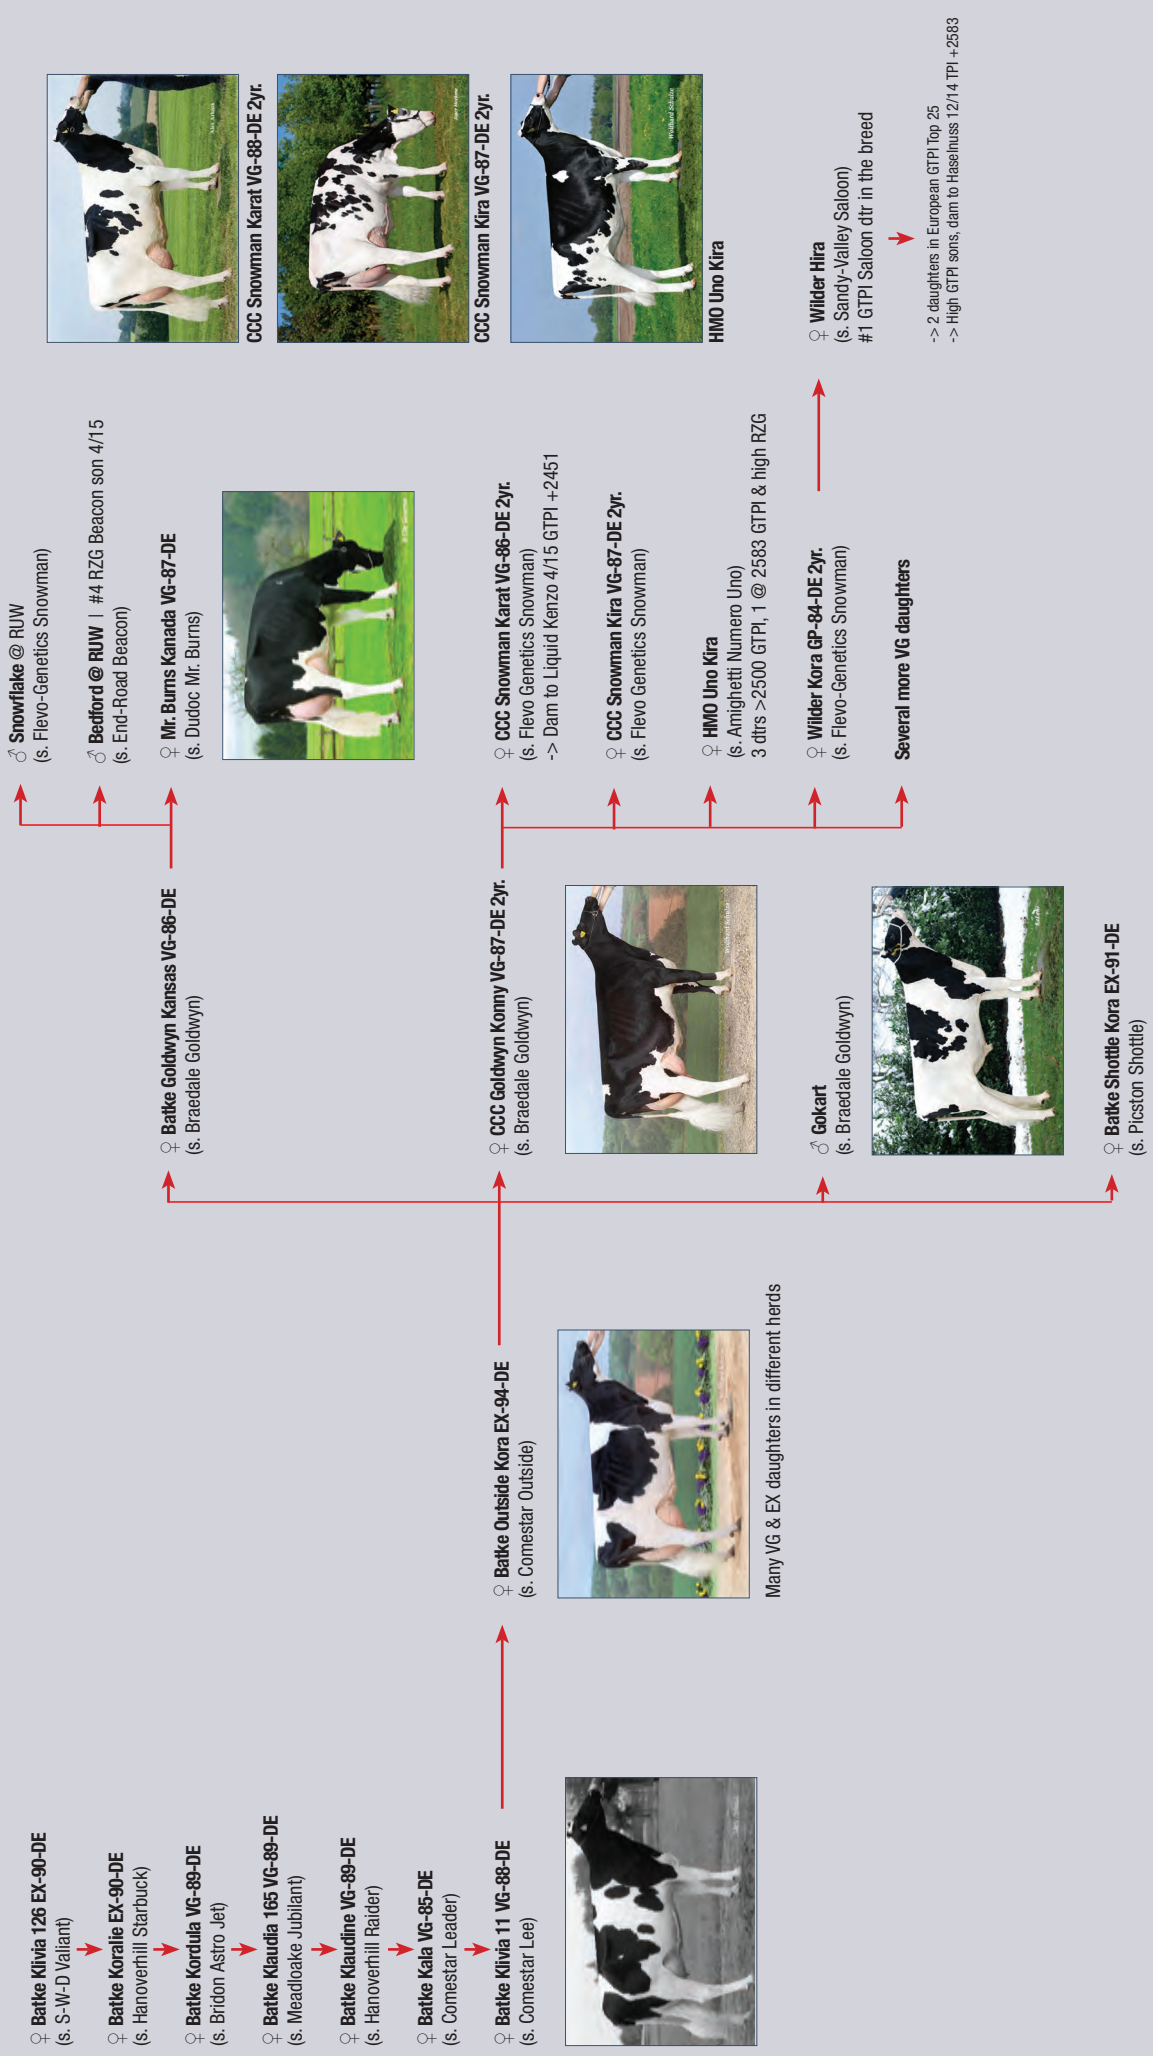 ♀ Batke Klivia 126 EX-90-DE
(s. S-W-D Valiant)
♀ Batke Koralie EX-90-DE
(s. Hanoverhill Starbuck)
♀ Batke Kordula VG-89-DE
(s. Bridon Astro Jet)
♀ Batke Klaudia 165 VG-89-DE
(s. Meadloake Jubilant)
♀ Batke Klaudine VG-89-DE
(s. Hanoverhill Raider)
♀ Batke Kala VG-85-DE
(s. Comestar Leader)
♀ Batke Klivia 11 VG-88-DE
(s. Comestar Lee)
♀ Batke Outside Kora EX-94-DE
(s. Comestar Outside)
Many VG & EX daughters in different herds
♀ Batke Goldwyn Kansas VG-86-DE
(s. Braedale Goldwyn)
♀ CCC Goldwyn Konny VG-87-DE 2yr.
(s. Braedale Goldwyn)
Wolfhard Schulze
♂ Gokart
(s. Braedale Goldwyn)
♀ Batke Shottle Kora EX-91-DE
(s. Picston Shottle)
♂ Snowflake @ RUW
(s. Flevo-Genetics Snowman)
♂ Bedford @ RUW | #4 RZG Beacon son 4/15
(s. End-Road Beacon)
♀ Mr. Burns Kanada VG-87-DE
(s. Dudoc Mr. Burns)
♀ CCC Snowman Karat VG-86-DE 2yr.
(s. Flevo Genetics Snowman)
-> Dam to Liquid Kenzo 4/15 GTPI +2451
♀ CCC Snowman Kira VG-87-DE 2yr.
(s. Flevo Genetics Snowman)
♀ HMO Uno Kira
(s. Amighetti Numero Uno)
3 dtrs >2500 GTPI, 1 @ 2583 GTPI & high RZG
♀ Wilder Kora GP-84-DE 2yr.
(s. Flevo-Genetics Snowman)
Several more VG daughters
CCC Snowman Karat VG-88-DE 2yr.
CCC Snowman Kira VG-87-DE 2yr.
Wolfhard Schulze
HMO Uno Kira
♀ Wilder Hira
(s. Sandy-Valley Saloon)
#1 GTPI Saloon dtr in the breed
-> 2 daughters in European GTPI Top 25
-> High GTPI sons, dam to Haselnuss 12/14 TPI +2583